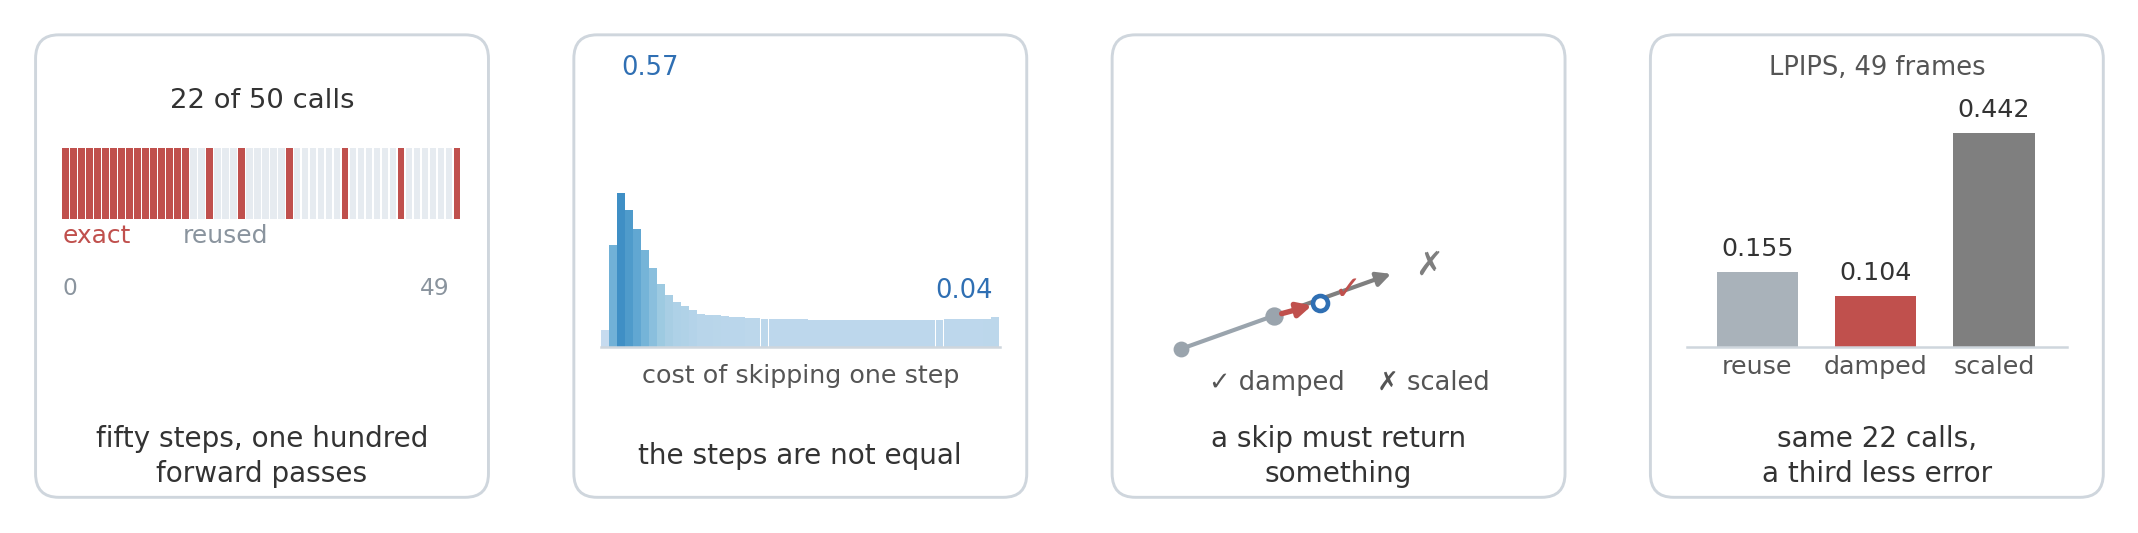 22 of 50 calls
exact reused
0 49
fifty steps, one hundred
forward passes
0.57
0.04
cost of skipping one step
the steps are not equal
✓
✗
✓ damped ✗ scaled
a skip must return
something
LPIPS, 49 frames
0.442
0.155
0.104
reuse damped scaled
same 22 calls,
a third less error